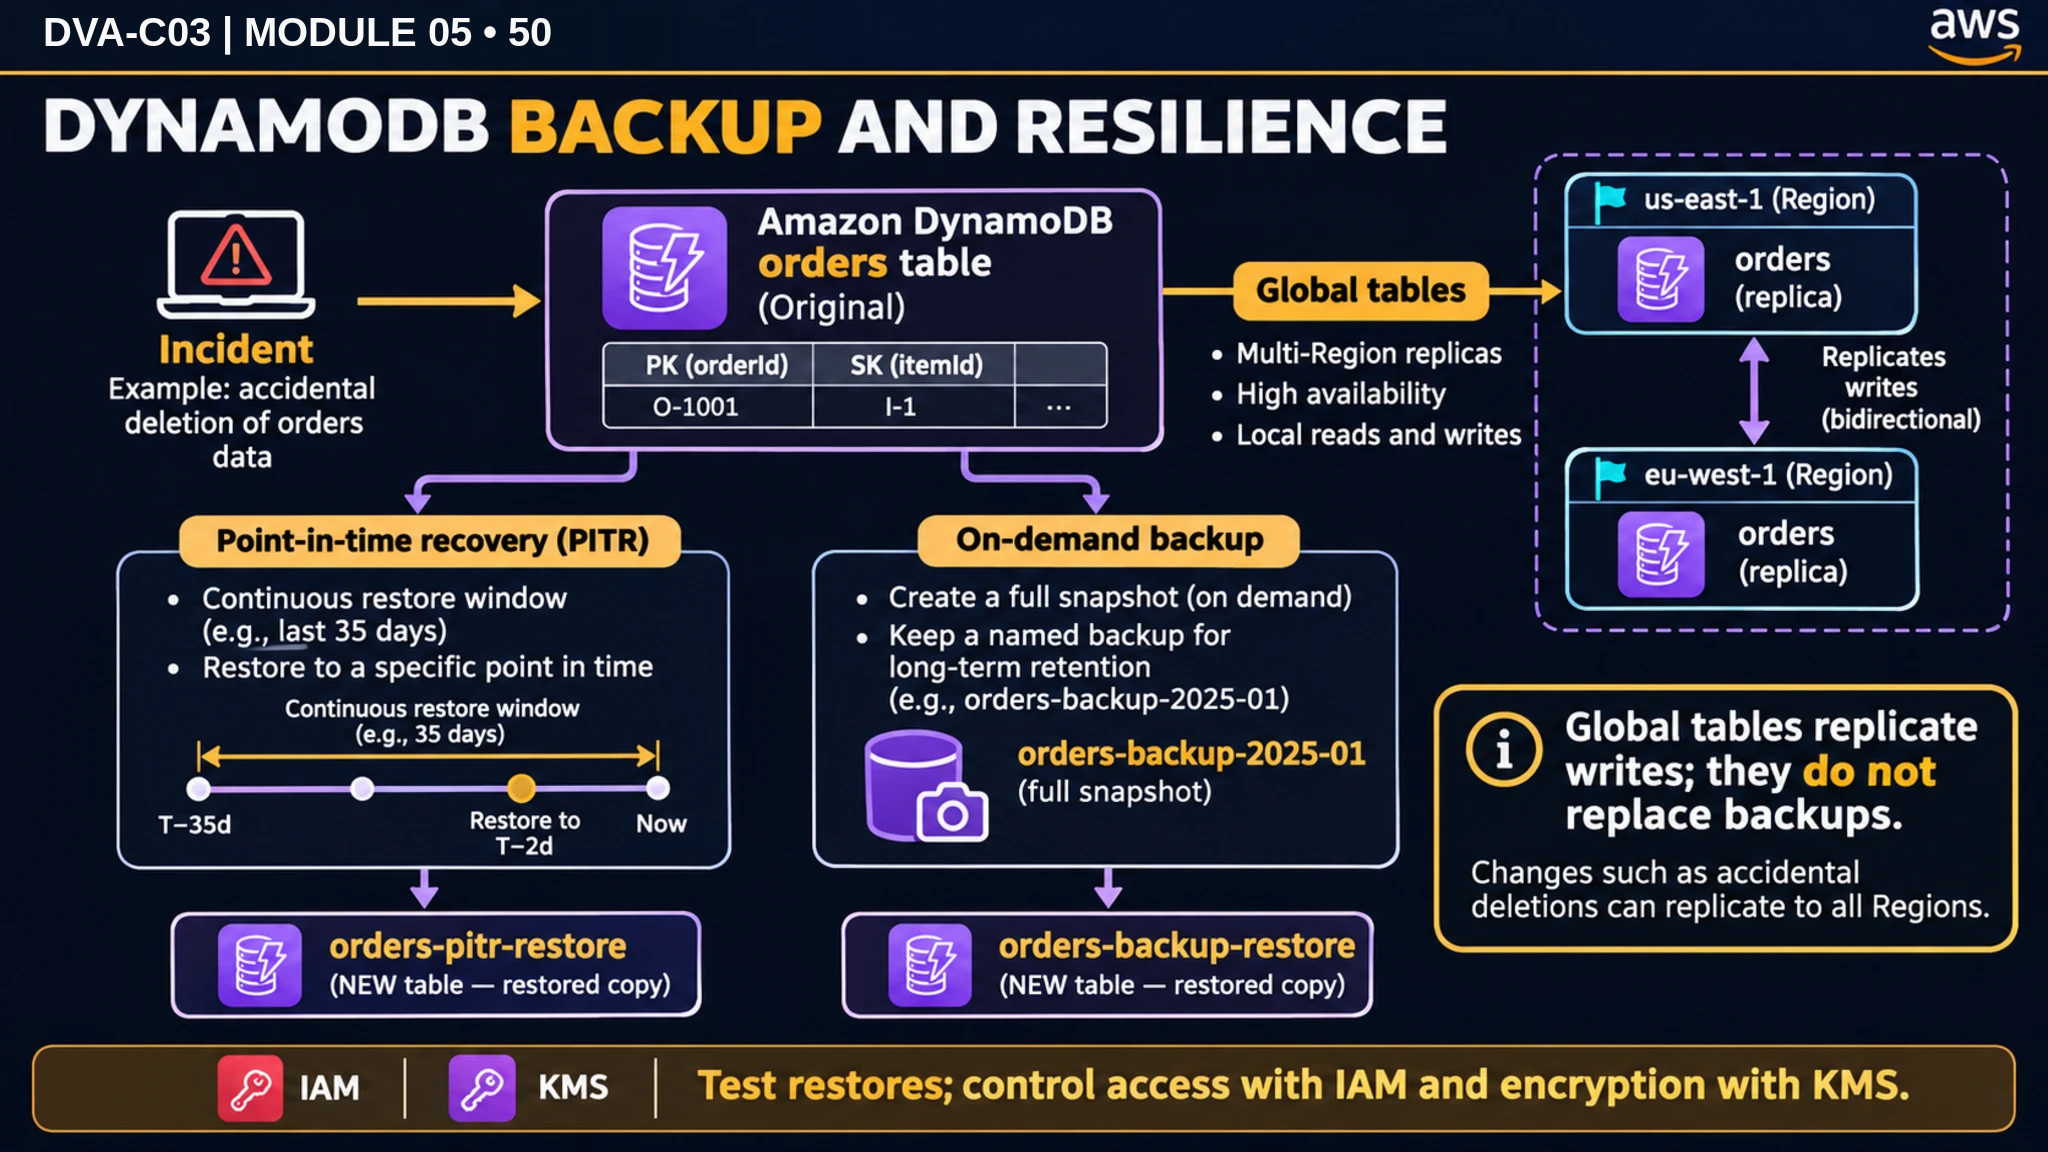 DVA-C03 | MODULE 05 • 50
aws
DYNAMODB BACKUP AND RESILIENCE
Incident
Example: accidental
deletion of orders
data
Amazon DynamoDB
orders table
(Original)
PK (orderId) SK (itemId)
O-1001 I-1 ...
Global tables
• Multi-Region replicas
• High availability
• Local reads and writes
us-east-1 (Region)
orders
(replica)
Replicates
writes
(bidirectional)
eu-west-1 (Region)
orders
(replica)
Point-in-time recovery (PITR)
• Continuous restore window
(e.g., last 35 days)
• Restore to a specific point in time
Continuous restore window
(e.g., 35 days)
T–35d
Restore to
T–2d
Now
orders-pitr-restore
(NEW table — restored copy)
On-demand backup
• Create a full snapshot (on demand)
• Keep a named backup for
long-term retention
(e.g., orders-backup-2025-01)
orders-backup-2025-01
(full snapshot)
orders-backup-restore
(NEW table — restored copy)
i
Global tables replicate
writes; they do not
replace backups.
Changes such as accidental
deletions can replicate to all Regions.
IAM
KMS
Test restores; control access with IAM and encryption with KMS.